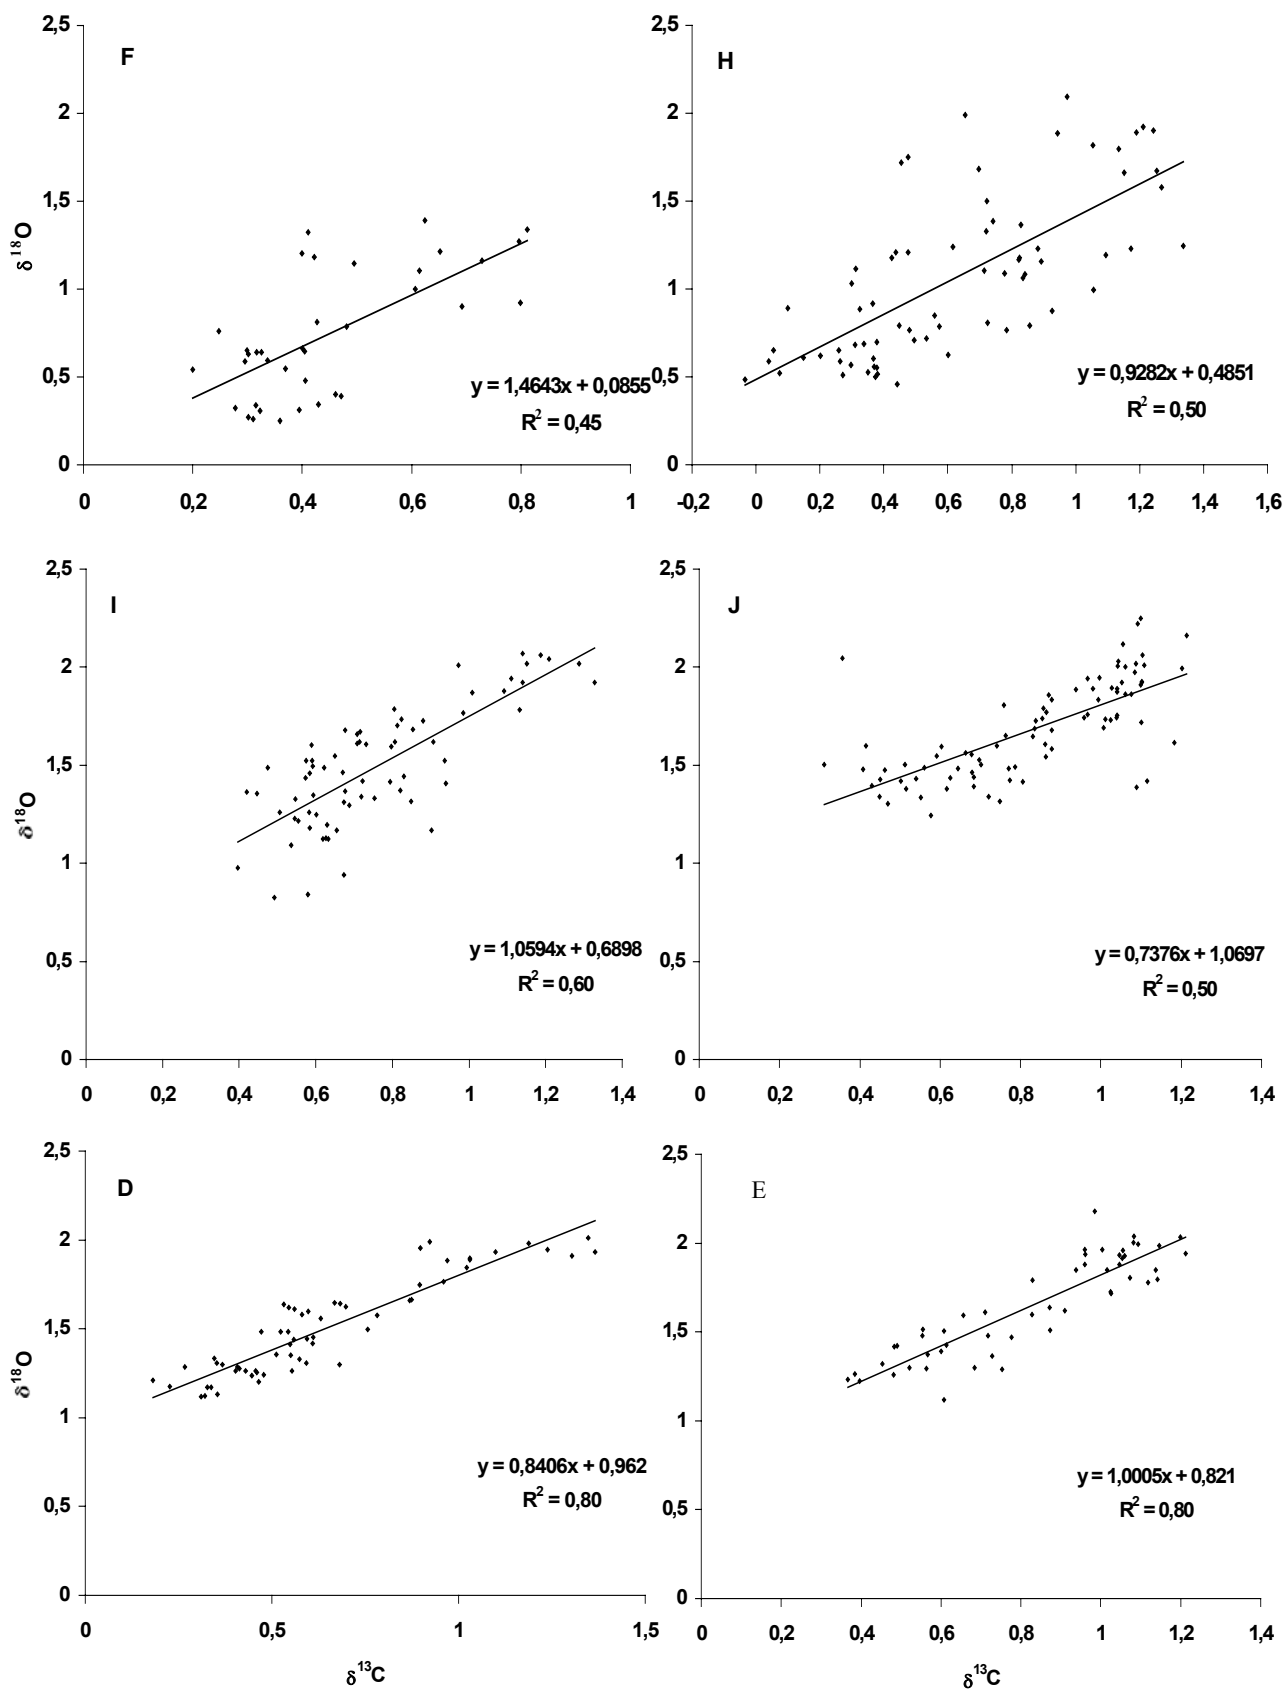 F
2,5
2
1,5
1
0,5
0
δ 18O
y = 1,4643x + 0,0855
R2 = 0,45
0 0,2 0,4 0,6 0,8 1
H
2,5
2
1,5
1
0,5
0
y = 0,9282x + 0,4851
R2 = 0,50
-0,2 0 0,2 0,4 0,6 0,8 1 1,2 1,4 1,6
I
2,5
2
1,5
1
0,5
0
δ18O
y = 1,0594x + 0,6898
R2 = 0,60
0 0,2 0,4 0,6 0,8 1 1,2 1,4
J
2,5
2
1,5
1
0,5
0
y = 0,7376x + 1,0697
R2 = 0,50
0 0,2 0,4 0,6 0,8 1 1,2 1,4
D
2,5
2
1,5
1
0,5
0
δ18O
y = 0,8406x + 0,962
R2 = 0,80
0 0,5 1 1,5
δ13C
E
2,5
2
1,5
1
0,5
0
y = 1,0005x + 0,821
R2 = 0,80
0 0,2 0,4 0,6 0,8 1 1,2 1,4
δ13C